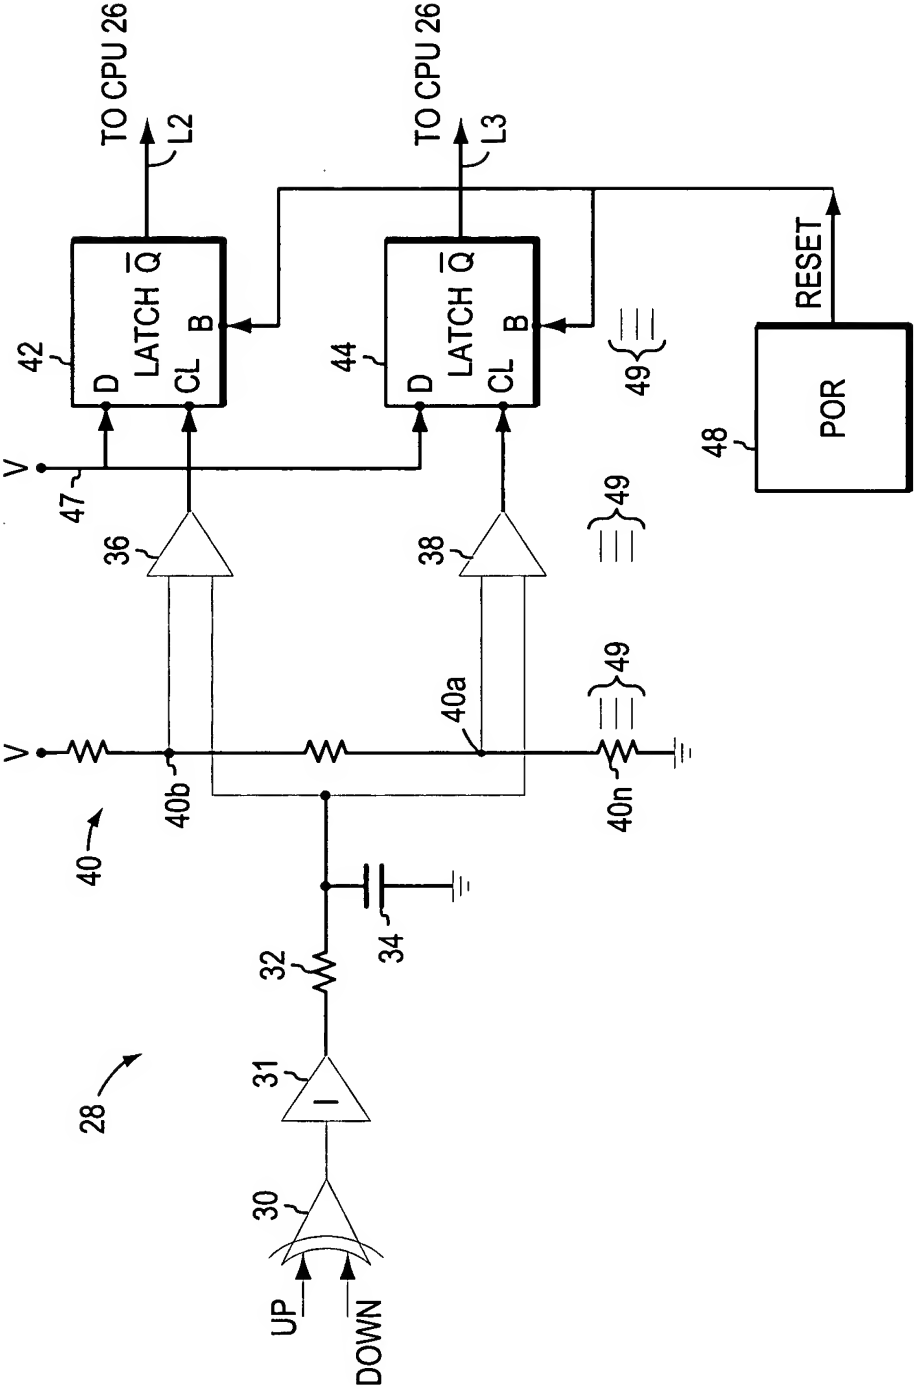 TO CPU 26
L2
42
D
LATCH Q̅
CL
B
V
47
36
TO CPU 26
L3
44
D
LATCH Q̅
CL
B
38
49
49
49
RESET
48
POR
V
40
40b
40a
40n
34
32
28
31
I
30
UP
DOWN